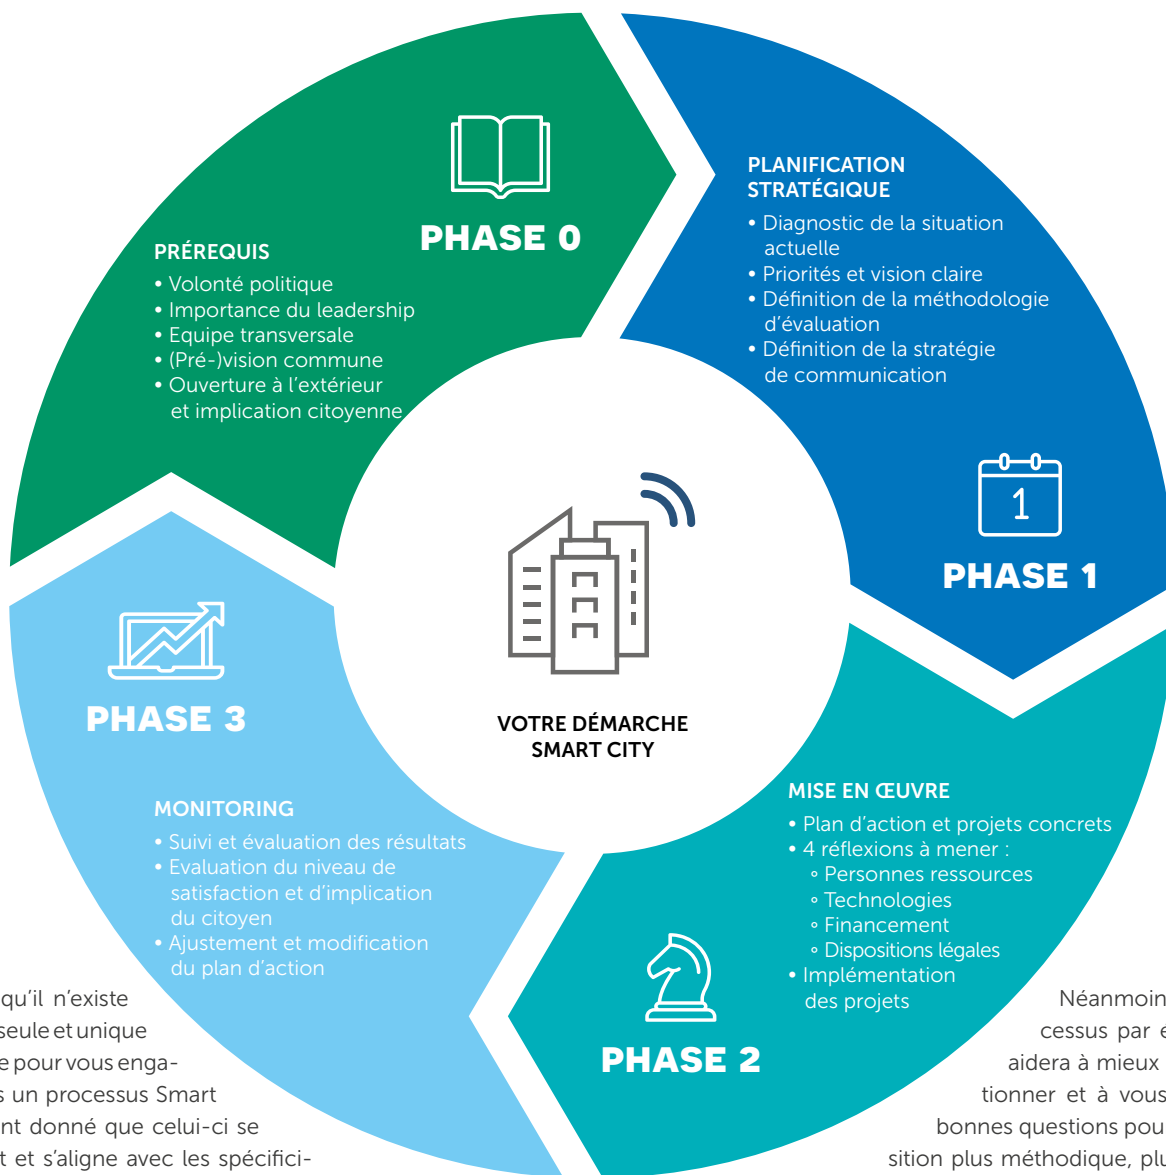 PHASE 0
PRÉREQUIS
• Volonté politique
• Importance du leadership
• Equipe transversale
• (Pré-)vision commune
• Ouverture à l’extérieur
et implication citoyenne
PLANIFICATION
STRATÉGIQUE
• Diagnostic de la situation
actuelle
• Priorités et vision claire
• Définition de la méthodologie
d’évaluation
• Définition de la stratégie
de communication
1
PHASE 1
VOTRE DÉMARCHE
SMART CITY
MISE EN ŒUVRE
• Plan d’action et projets concrets
• 4 réflexions à mener :
° Personnes ressources
° Technologies
° Financement
° Dispositions légales
• Implémentation
des projets
PHASE 2
PHASE 3
MONITORING
• Suivi et évaluation des résultats
• Evaluation du niveau de
satisfaction et d’implication
du citoyen
• Ajustement et modification
du plan d’action
qu’il n’existe
seule et unique
pour vous enga-
un processus Smart
donné que celui-ci se
et s’aligne avec les spécifici-
Néanmoin
cessus par
aidera à mieux
tionner et à vous
bonnes questions pou
sition plus méthodique, plu